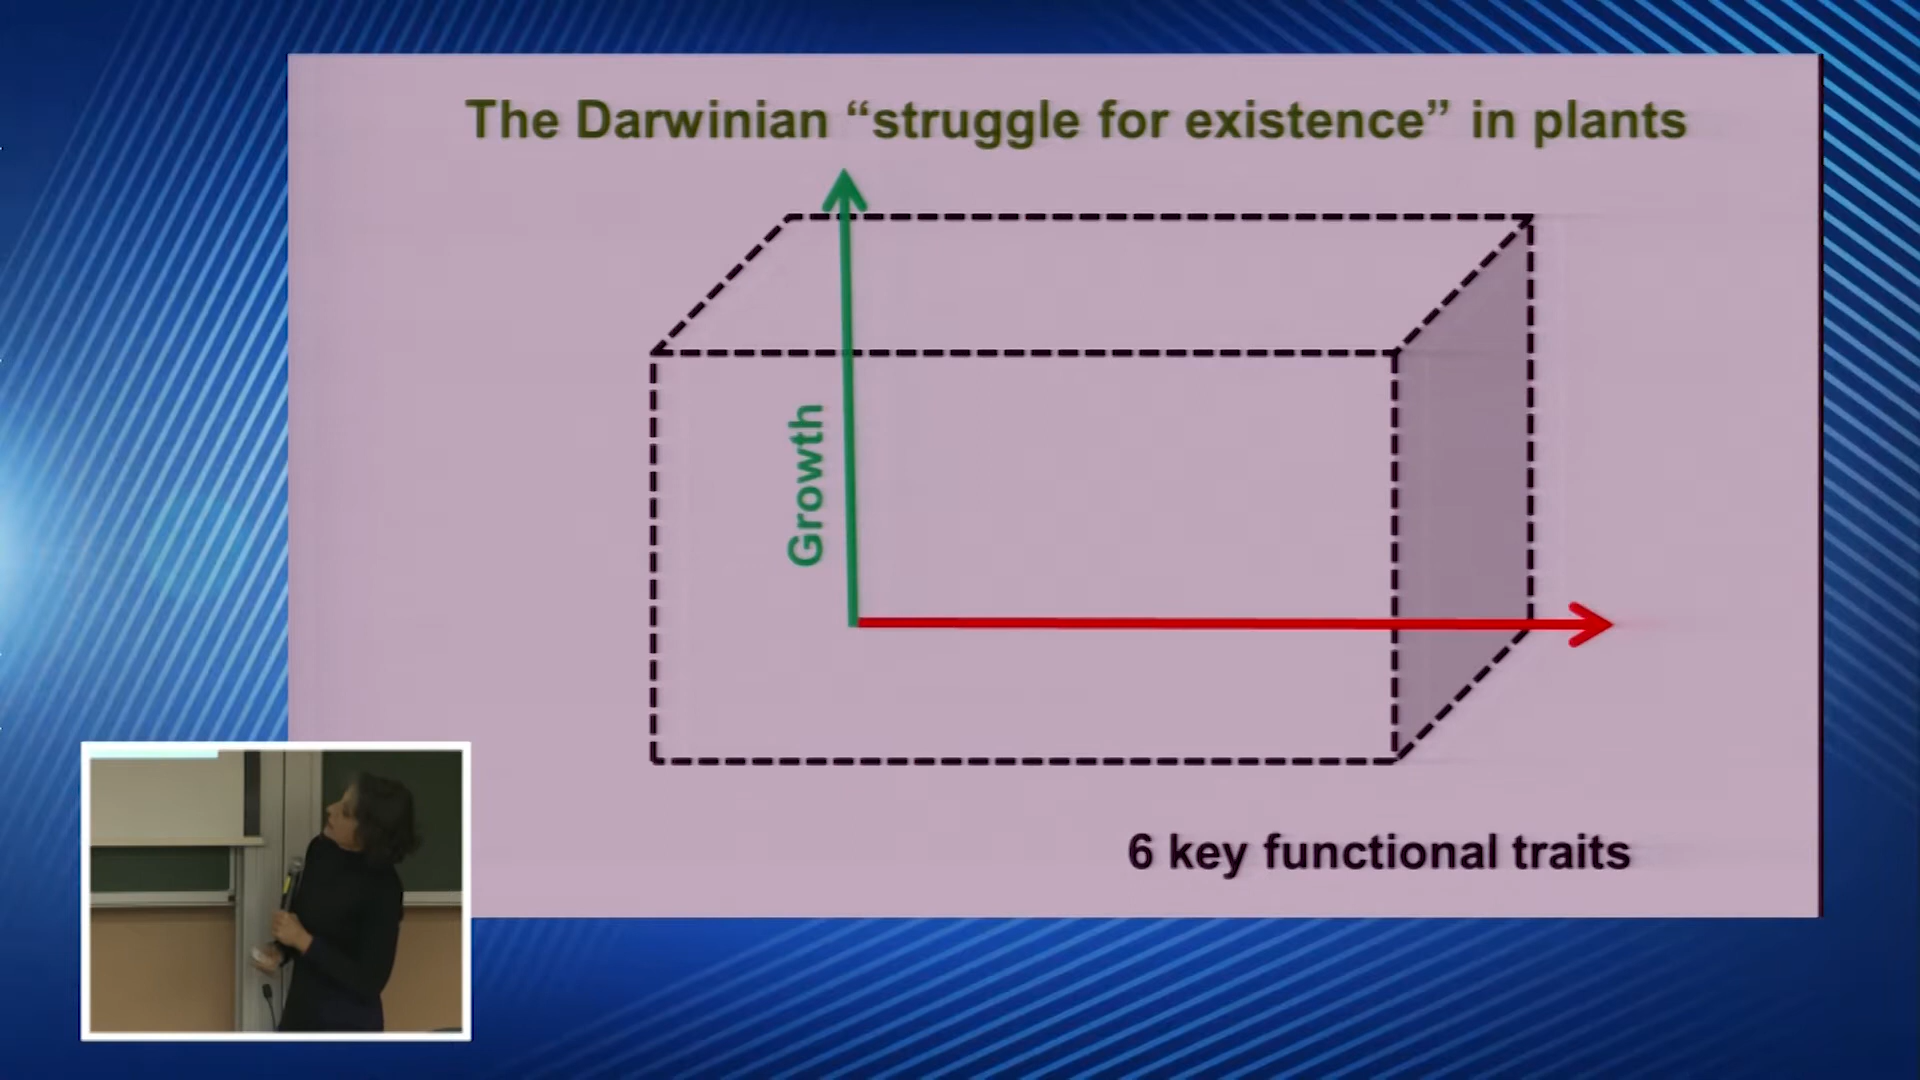 The Darwinian “struggle for existence” in plants
Growth
6 key functional traits